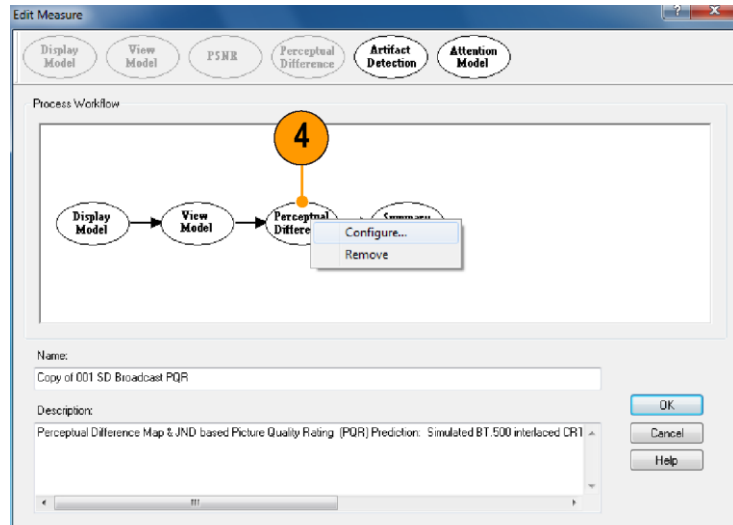 Edit Measure
?
X
Display
Model
View
Model
PSNR
Perceptual
Difference
Artifact
Detection
Attention
Model
Process Workflow
4
Display
Model
View
Model
Perceptual
Summary
Configure...
Remove
Name:
Copy of 001 SD Broadcast PQR
Description:
Perceptual Difference Map & JND based Picture Quality Rating (PQR) Prediction: Simulated BT.500 interlaced CRT
OK
Cancel
Help